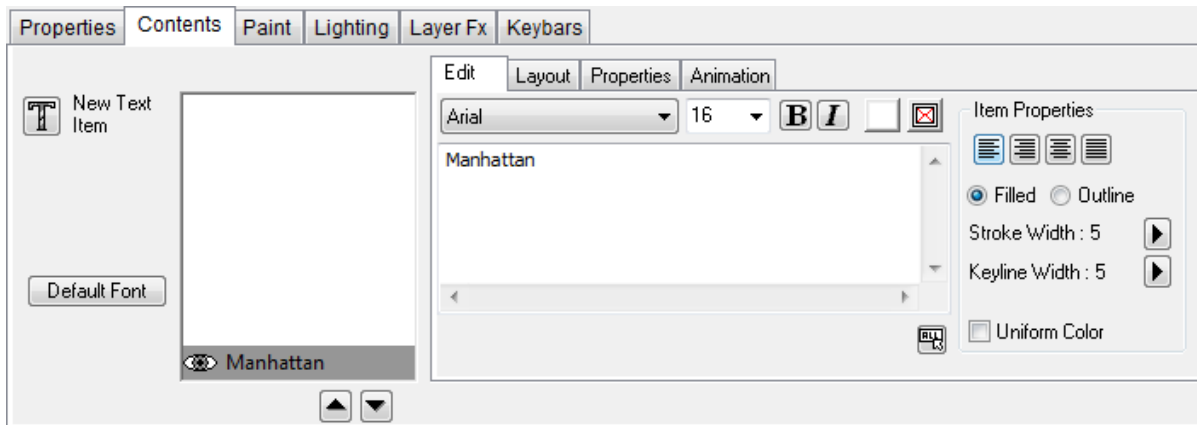 Properties Contents Paint Lighting Layer Fx Keybars
Edit Layout Properties Animation
New Text
Item
Arial 16 B I
Item Properties
Manhattan
Filled Outline
Stroke Width : 5
Keyline Width : 5
Default Font
ALL
Uniform Color
Manhattan